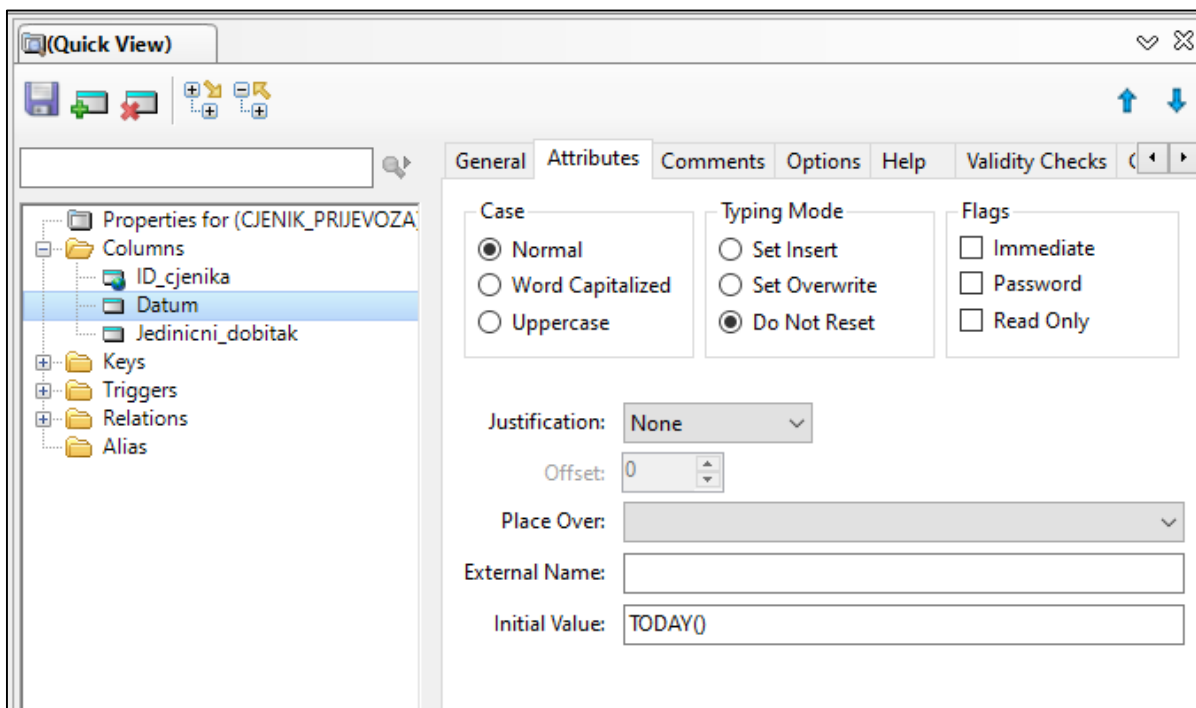 (Quick View)
General Attributes Comments Options Help Validity Checks
Properties for (CJENIK_PRIJEVOZA)
Columns
ID_cjenika
Datum
Jedinicni_dobitak
Keys
Triggers
Relations
Alias
Case
Normal
Word Capitalized
Uppercase
Typing Mode
Set Insert
Set Overwrite
Do Not Reset
Flags
Immediate
Password
Read Only
Justification: None
Offset: 0
Place Over:
External Name:
Initial Value: TODAY()